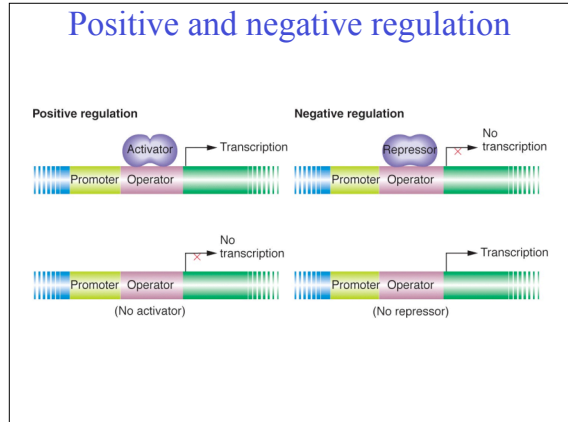 Positive and negative regulation
Positive regulation
Activator
Transcription
Promoter Operator
No
transcription
Promoter Operator
(No activator)
Negative regulation
Repressor
No
transcription
Promoter Operator
Transcription
Promoter Operator
(No repressor)